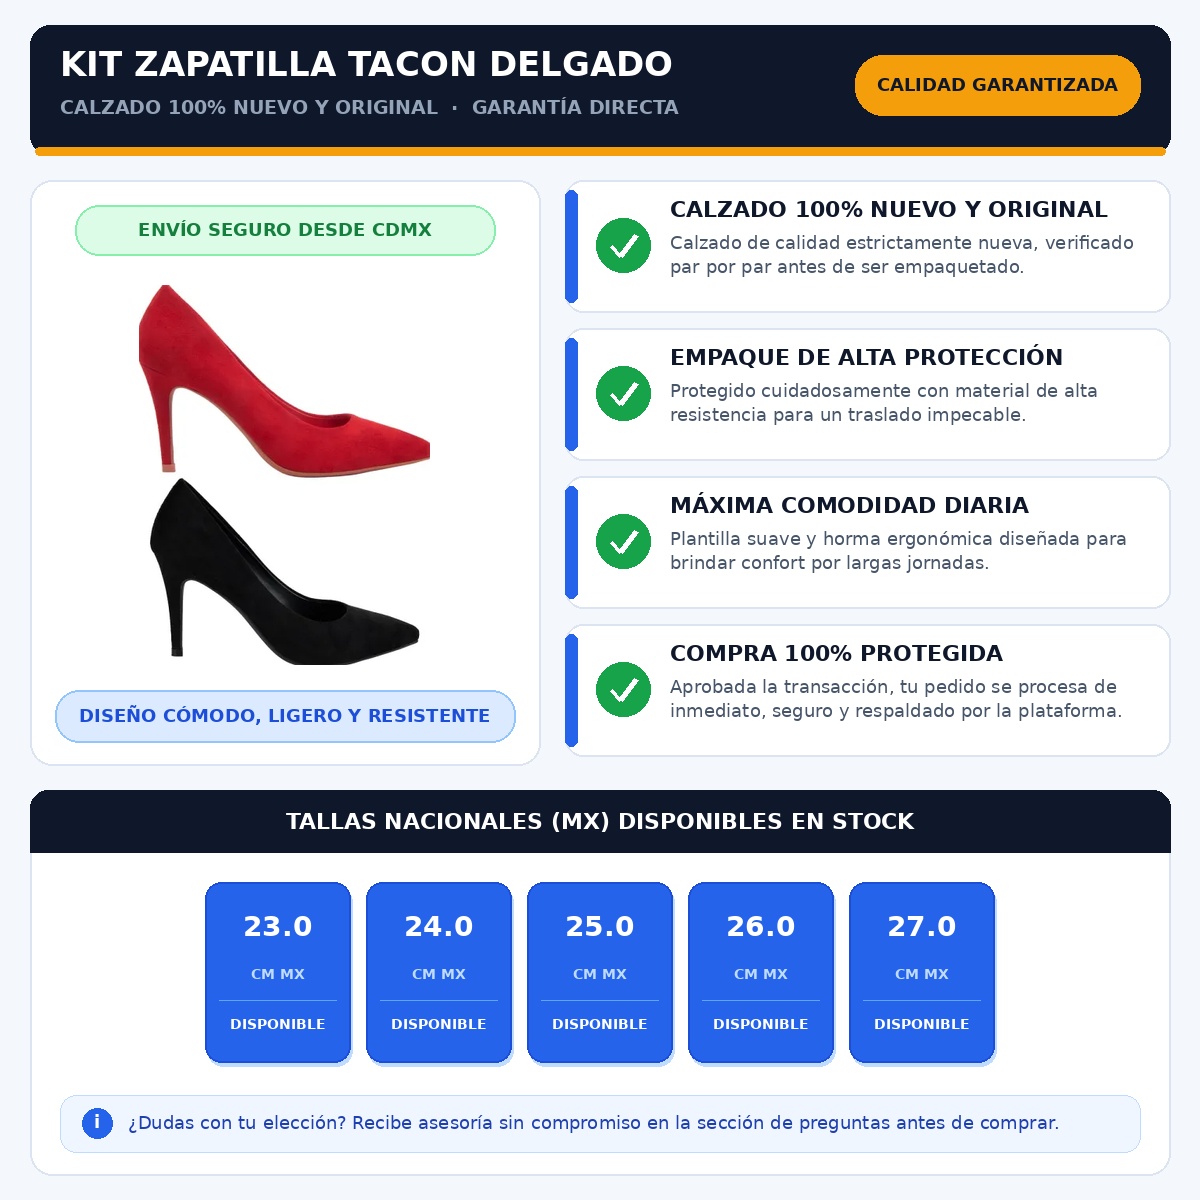 KIT ZAPATILLA TACON DELGADO
CALZADO 100% NUEVO Y ORIGINAL · GARANTÍA DIRECTA
CALIDAD GARANTIZADA
ENVÍO SEGURO DESDE CDMX
DISEÑO CÓMODO, LIGERO Y RESISTENTE
CALZADO 100% NUEVO Y ORIGINAL
Calzado de calidad estrictamente nueva, verificado
par por par antes de ser empaquetado.
EMPAQUE DE ALTA PROTECCIÓN
Protegido cuidadosamente con material de alta
resistencia para un traslado impecable.
MÁXIMA COMODIDAD DIARIA
Plantilla suave y horma ergonómica diseñada para
brindar confort por largas jornadas.
COMPRA 100% PROTEGIDA
Aprobada la transacción, tu pedido se procesa de
inmediato, seguro y respaldado por la plataforma.
TALLAS NACIONALES (MX) DISPONIBLES EN STOCK
23.0
CM MX
DISPONIBLE
24.0
CM MX
DISPONIBLE
25.0
CM MX
DISPONIBLE
26.0
CM MX
DISPONIBLE
27.0
CM MX
DISPONIBLE
i ¿Dudas con tu elección? Recibe asesoría sin compromiso en la sección de preguntas antes de comprar.